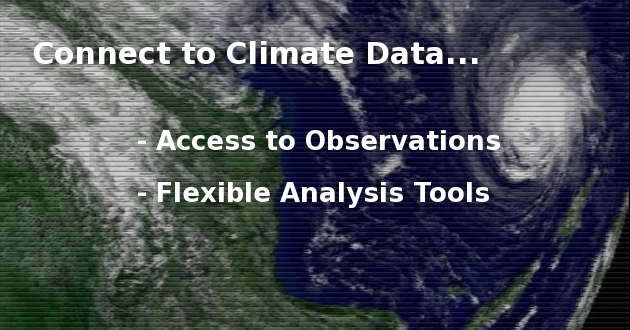 Connect to Climate Data...
- Access to Observations
- Flexible Analysis Tools